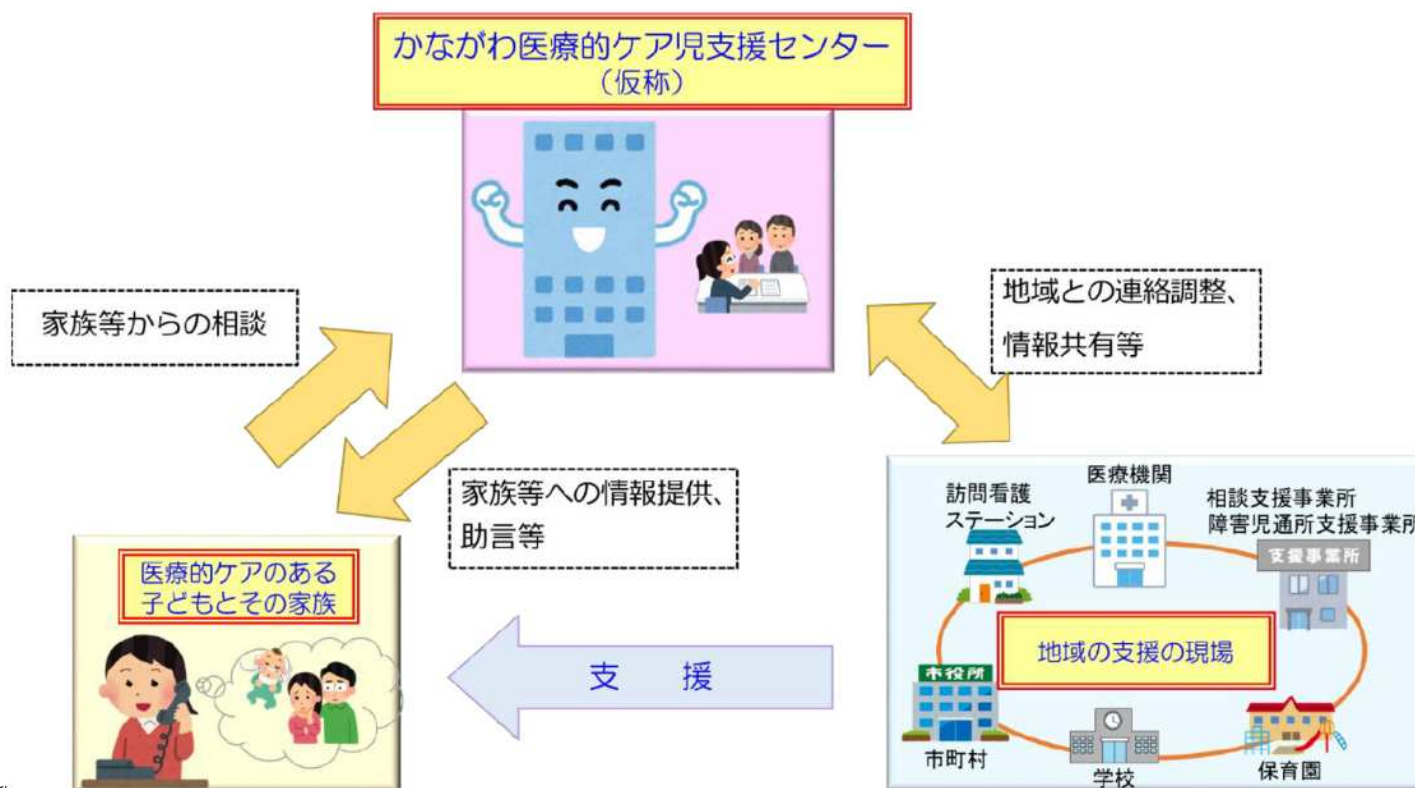 かながわ医療的ケア児支援センター
（仮称）
家族等からの相談
地域との連絡調整、
情報共有等
家族等への情報提供、
助言等
医療的ケアのある
子どもとその家族
支　援
訪問看護
ステーション
医療機関
相談支援事業所
障害児通所支援事業所
支援事業所
地域の支援の現場
市役所
市町村
学校
保育園